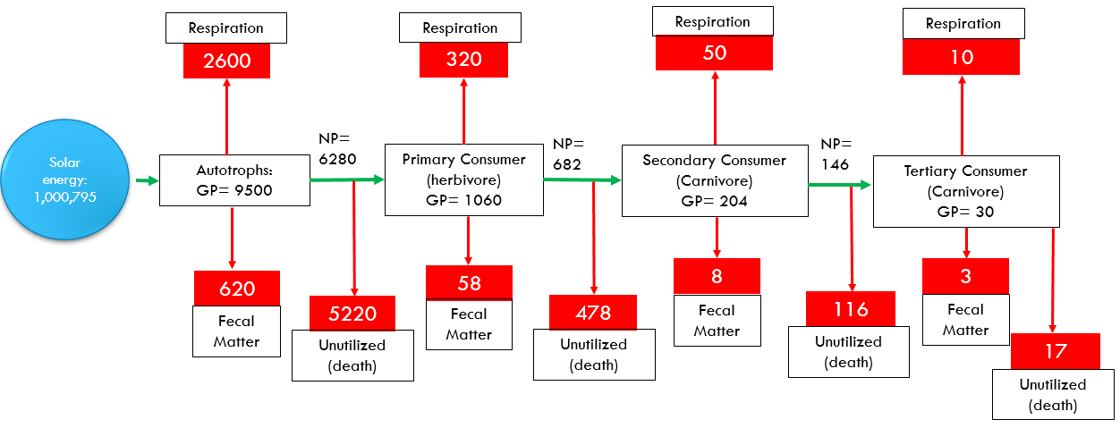 Respiration
2600
Respiration
320
Respiration
50
Respiration
10
Solar
energy:
1,000,795
Autotrophs:
GP= 9500
NP=
6280
Primary Consumer
(herbivore)
GP= 1060
NP=
682
Secondary Consumer
(Carnivore)
GP= 204
NP=
146
Tertiary Consumer
(Carnivore)
GP= 30
620
Fecal
Matter
5220
Unutilized
(death)
58
Fecal
Matter
478
Unutilized
(death)
8
Fecal
Matter
116
Unutilized
(death)
3
Fecal
Matter
17
Unutilized
(death)